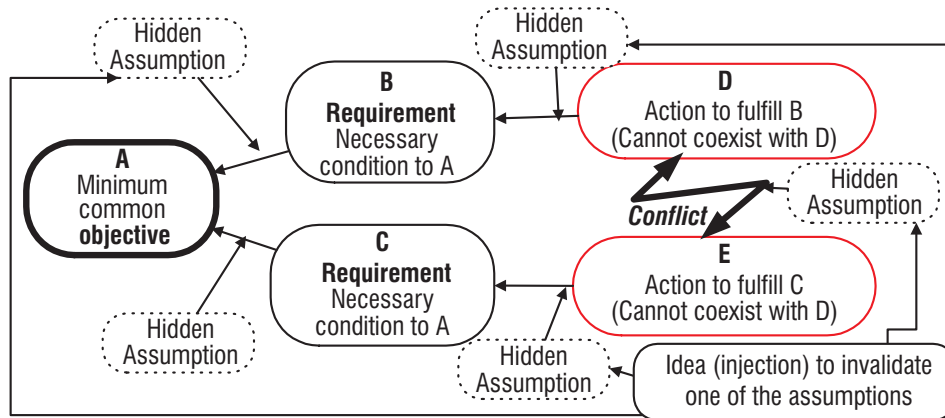 Hidden
Assumption
Hidden
Assumption
B
Requirement
Necessary
condition to A
D
Action to fulfill B
(Cannot coexist with D)
A
Minimum
common
objective
Conflict
Hidden
Assumption
C
Requirement
Necessary
condition to A
E
Action to fulfill C
(Cannot coexist with D)
Hidden
Assumption
Hidden
Assumption
Idea (injection) to invalidate
one of the assumptions